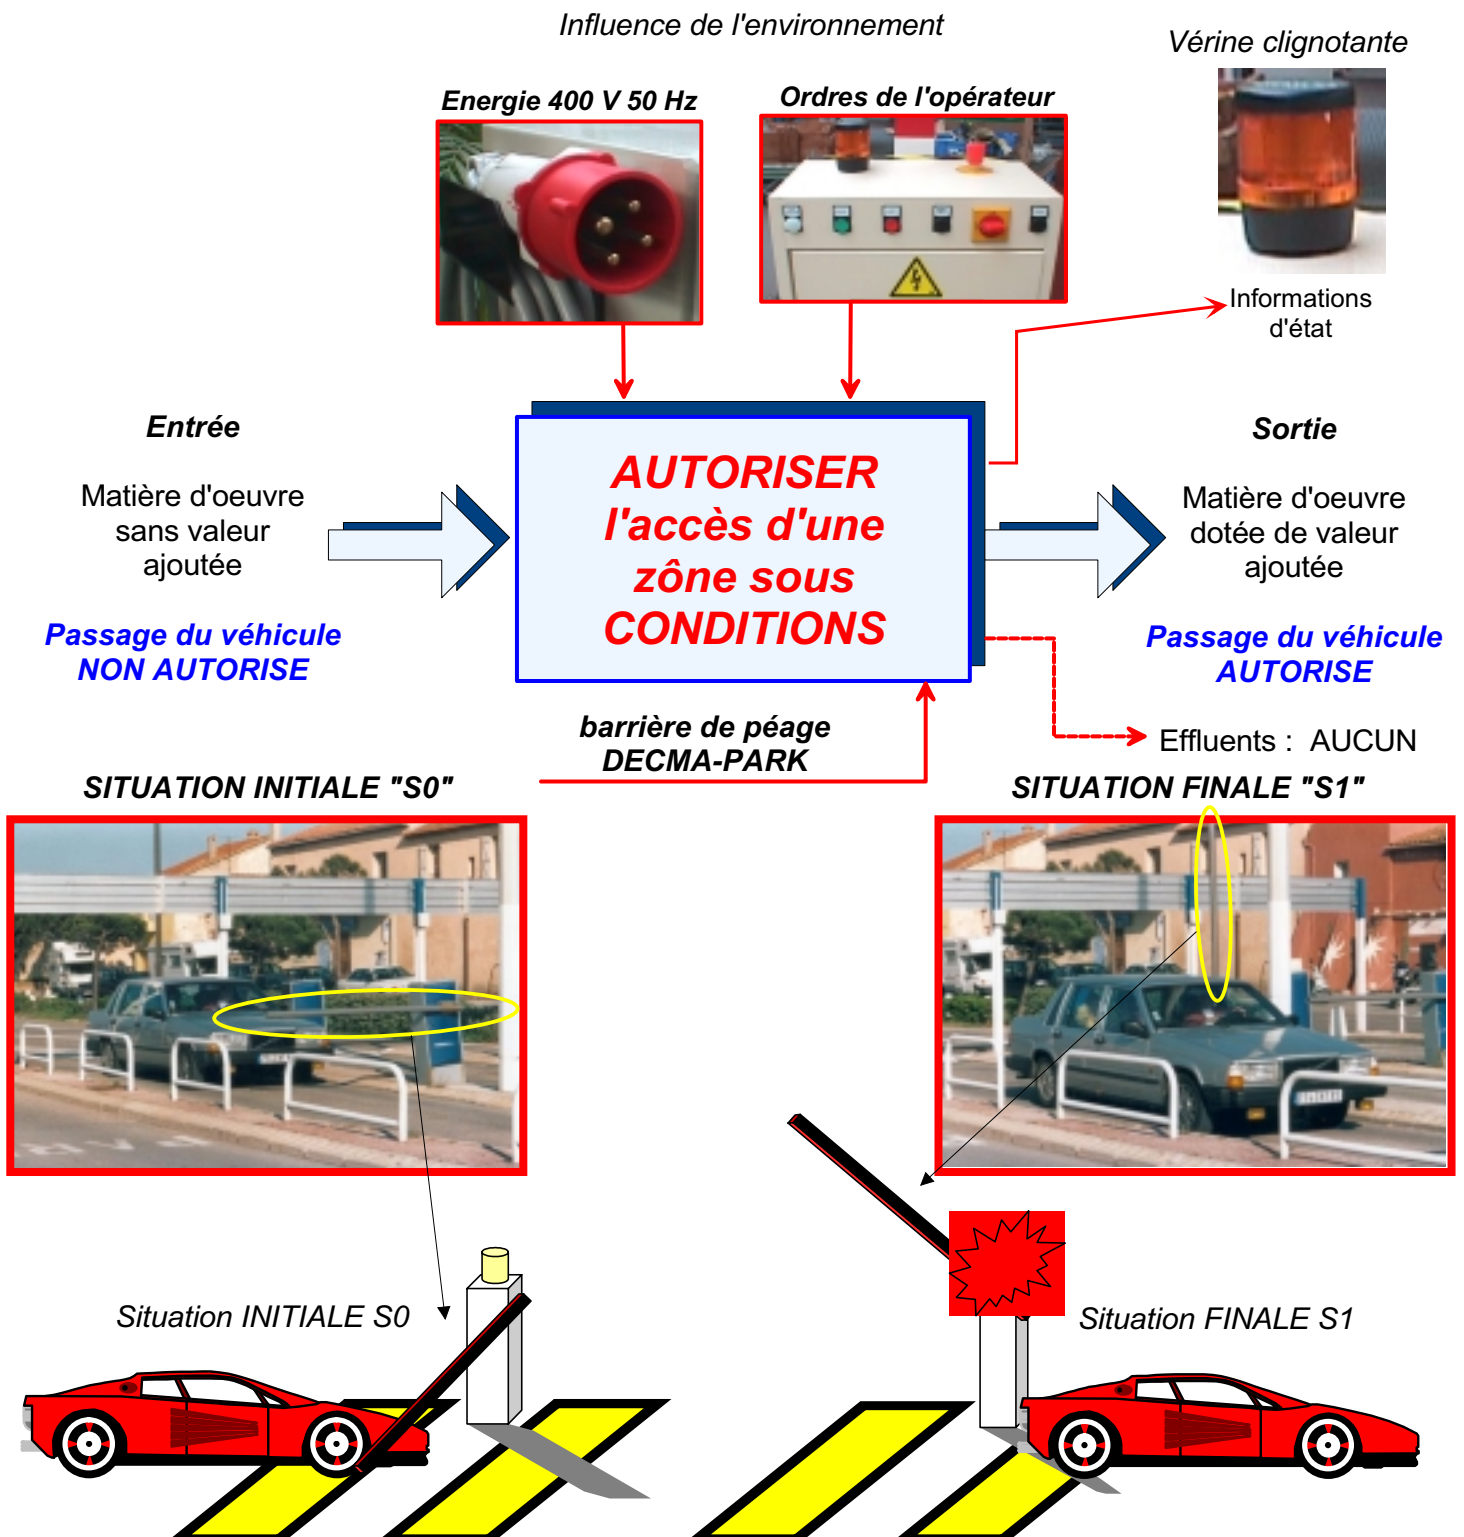 Influence de l'environnement
Vérine clignotante
Energie 400 V 50 Hz
Ordres de l'opérateur
Informations
d'état
Entrée
Matière d'oeuvre
sans valeur
ajoutée
Passage du véhicule
NON AUTORISE
AUTORISER
l'accès d'une
zône sous
CONDITIONS
Sortie
Matière d'oeuvre
dotée de valeur
ajoutée
Passage du véhicule
AUTORISE
barrière de péage
DECMA-PARK
Effluents : AUCUN
SITUATION INITIALE "S0"
SITUATION FINALE "S1"
Situation INITIALE S0
Situation FINALE S1